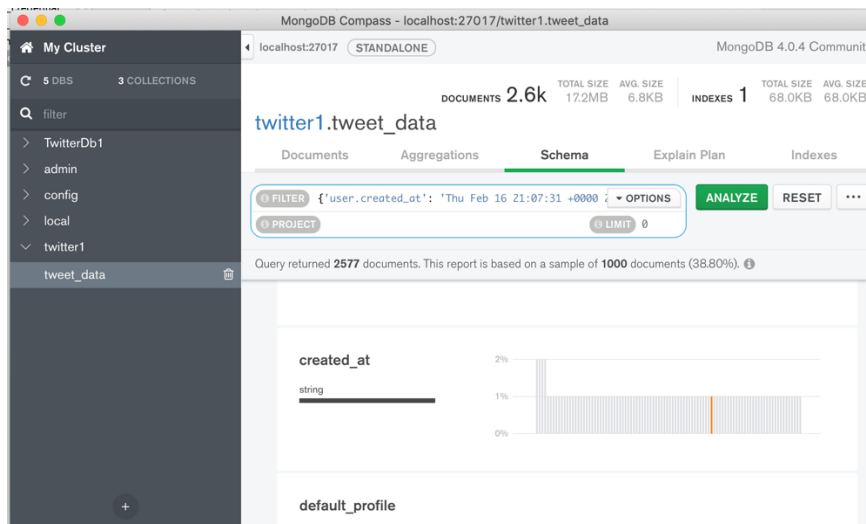 MongoDB Compass - localhost:27017/twitter1.tweet_data
My Cluster
localhost:27017 STANDALONE
MongoDB 4.0.4 Communit
5 DBS 3 COLLECTIONS
filter
DOCUMENTS 2.6k TOTAL SIZE 17.2MB AVG. SIZE 6.8KB INDEXES 1 TOTAL SIZE 68.0KB AVG. SIZE 68.0KB
twitter1.tweet_data
TwitterDb1
admin
config
local
twitter1
tweet_data
Documents Aggregations Schema Explain Plan Indexes
FILTER {'user.created_at': 'Thu Feb 16 21:07:31 +0000 2 OPTIONS ANALYZE RESET ...
PROJECT LIMIT 0
Query returned 2577 documents. This report is based on a sample of 1000 documents (38.80%).
created_at
string
2%
1%
0%
default_profile